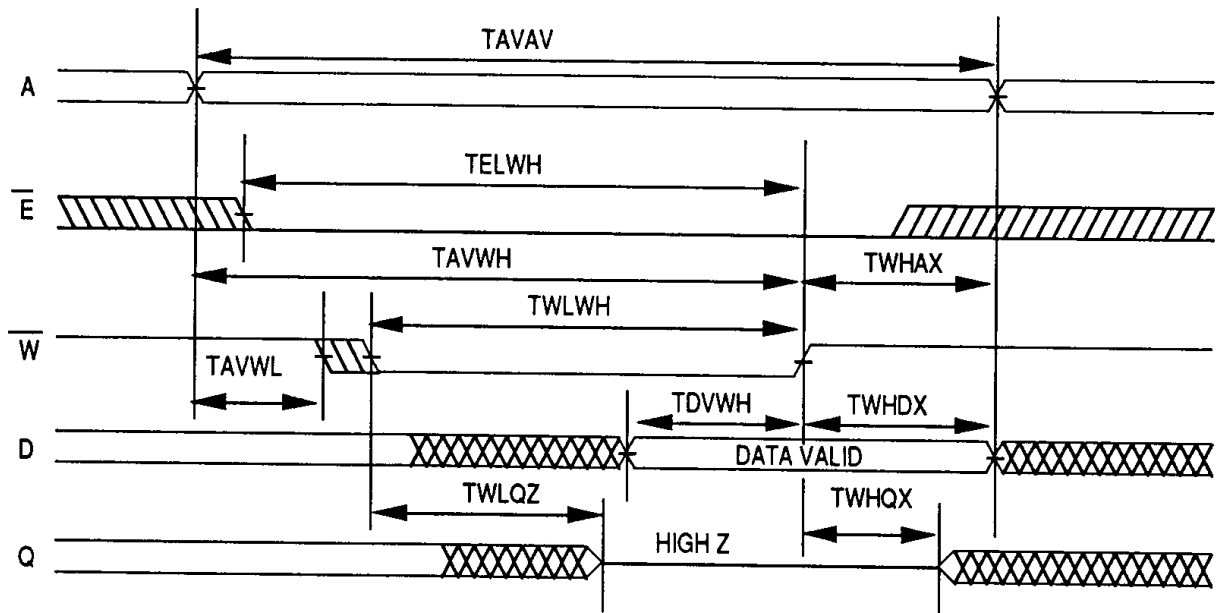 TAVAV
A
TELWH
E
TAVWH
TWHAX
TWLWH
W
TAVWL
TDVWH
TWHDX
D
DATA VALID
TWLQZ
TWHQX
Q
HIGH Z